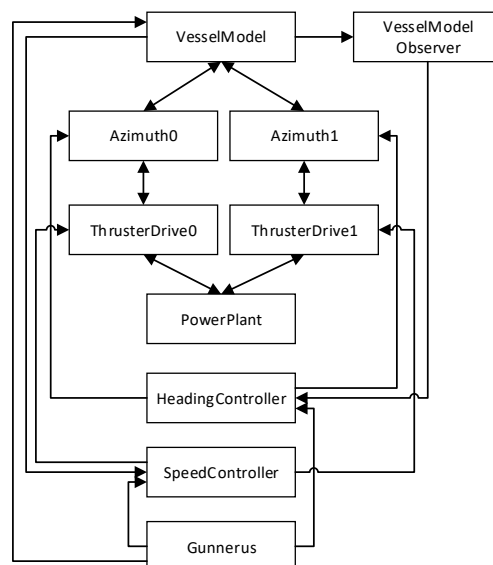 VesselModel
VesselModel
Observer
Azimuth0
Azimuth1
ThrusterDrive0
ThrusterDrive1
PowerPlant
HeadingController
SpeedController
Gunnerus